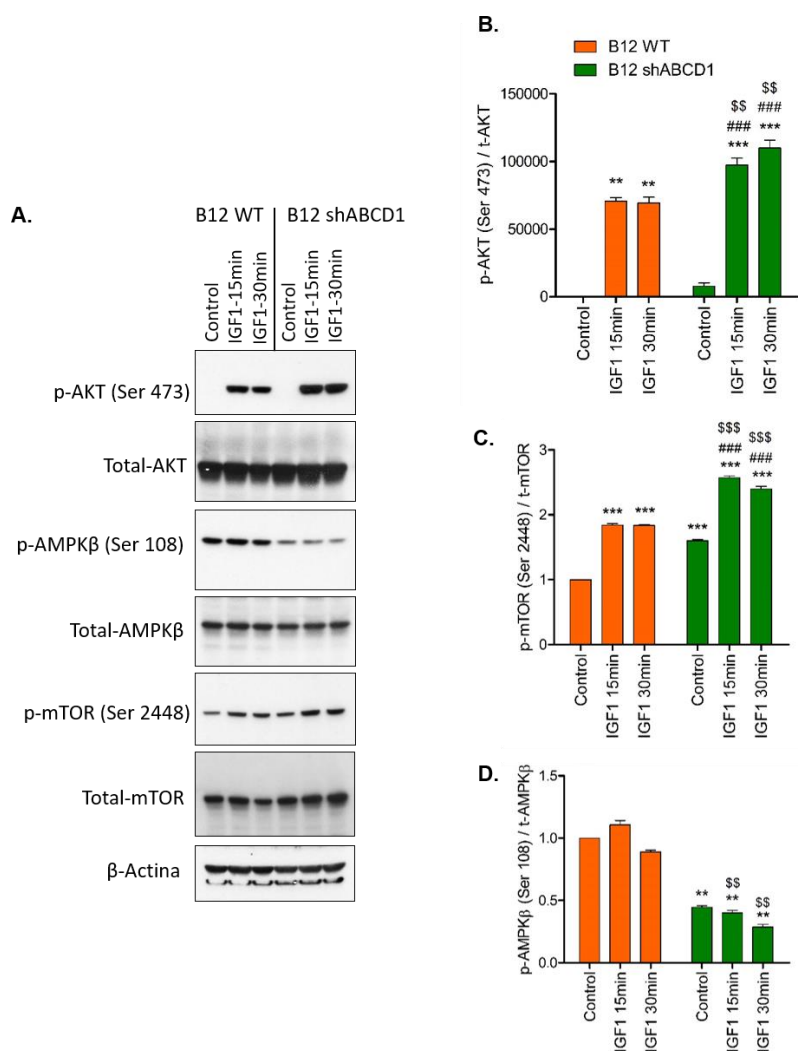 A.
B12 WT
B12 shABCD1
Control
IGF1-15min
IGF1-30min
Control
IGF1-15min
IGF1-30min
p-AKT (Ser 473)
Total-AKT
p-AMPKβ (Ser 108)
Total-AMPKβ
p-mTOR (Ser 2448)
Total-mTOR
β-Actina
B.
B12 WT
B12 shABCD1
p-AKT (Ser 473) / t-AKT
150000
100000
50000
0
** ** 
$$
###
***
$$
###
***
Control
IGF1 15min
IGF1 30min
Control
IGF1 15min
IGF1 30min
C.
p-mTOR (Ser 2448) / t-mTOR
3
2
1
0
*** ***
***
$$$
###
***
$$$
###
***
Control
IGF1 15min
IGF1 30min
Control
IGF1 15min
IGF1 30min
D.
p-AMPKβ (Ser 108) / t-AMPKβ
1.5
1.0
0.5
0.0
**
$$
**
$$
**
Control
IGF1 15min
IGF1 30min
Control
IGF1 15min
IGF1 30min